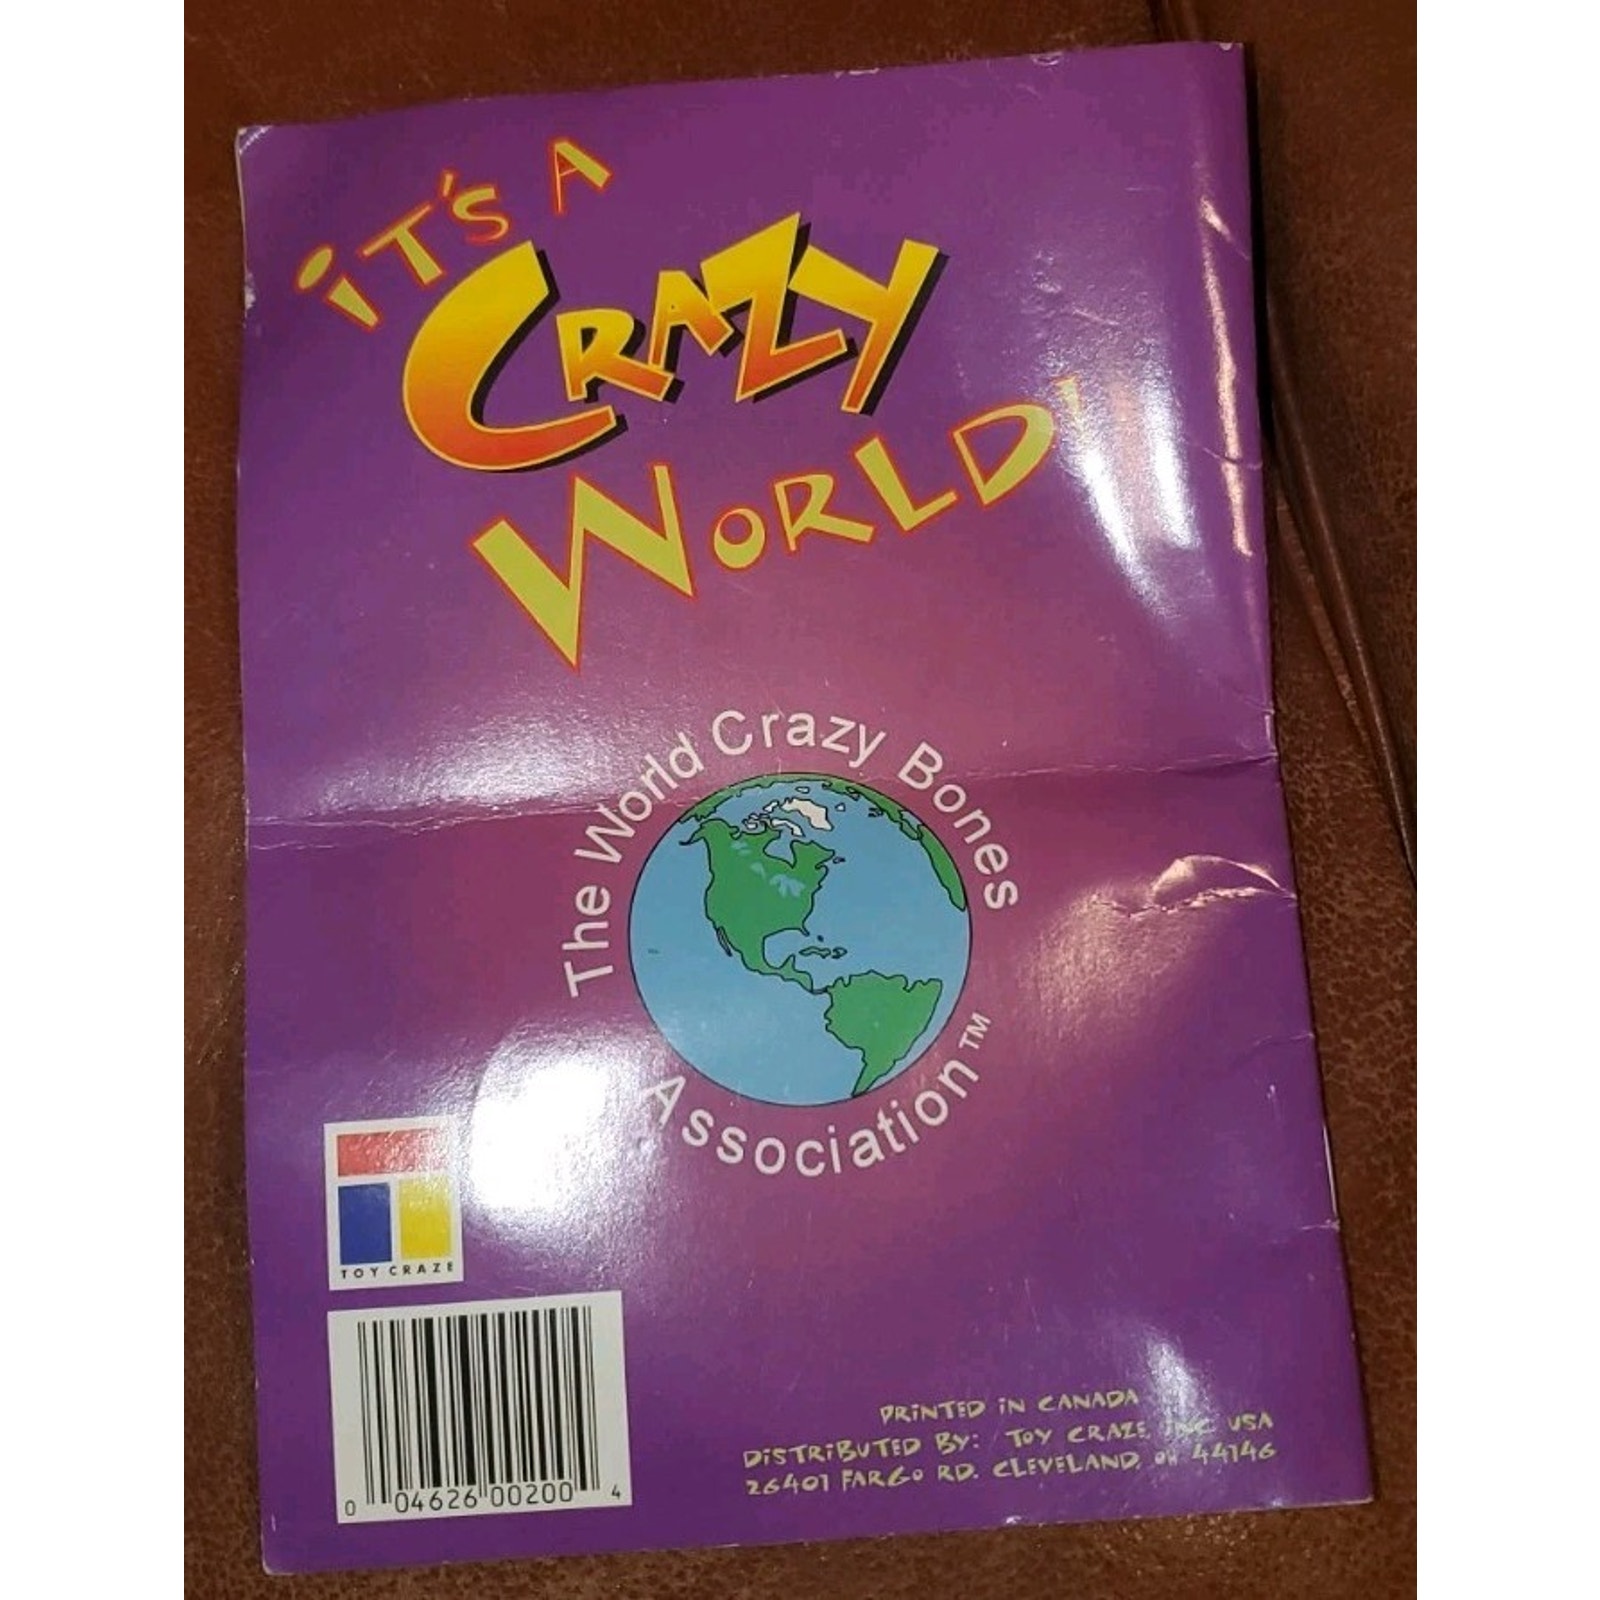 iT'S A
CRAZY
WORLD!
The World Crazy Bones
Association™
TOY CRAZE
0 04626 00200 4
PRiNTED iN CANADA
DiSTRiBUTED BY: TOY CRAZE, INC USA
26401 FARGO RD. CLEVELAND, OH 44146